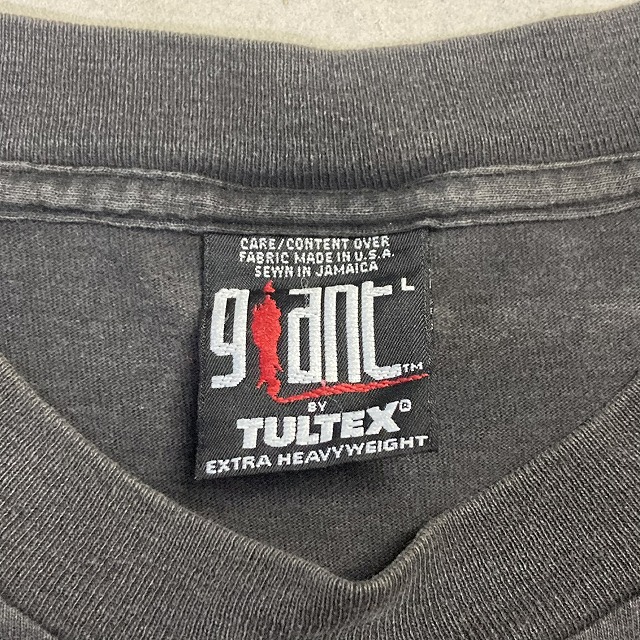 CARE/CONTENT OVER
FABRIC MADE IN U.S.A.
SEWN IN JAMAICA
giant L
TM
BY
TULTEX®
EXTRA HEAVYWEIGHT